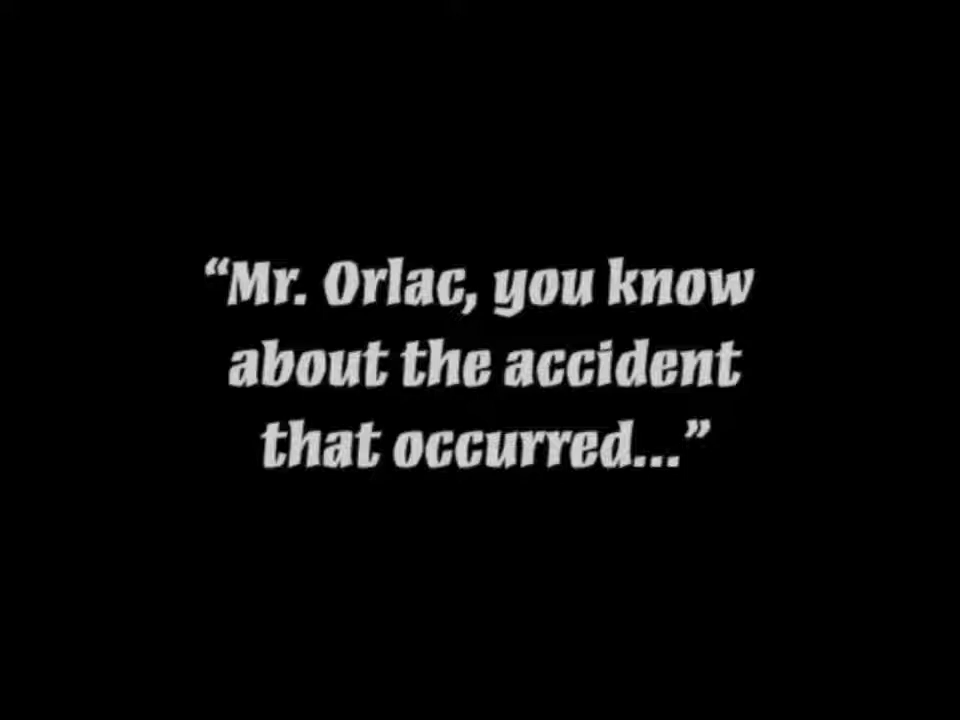 “Mr. Orlac, you know
about the accident
that occurred...”